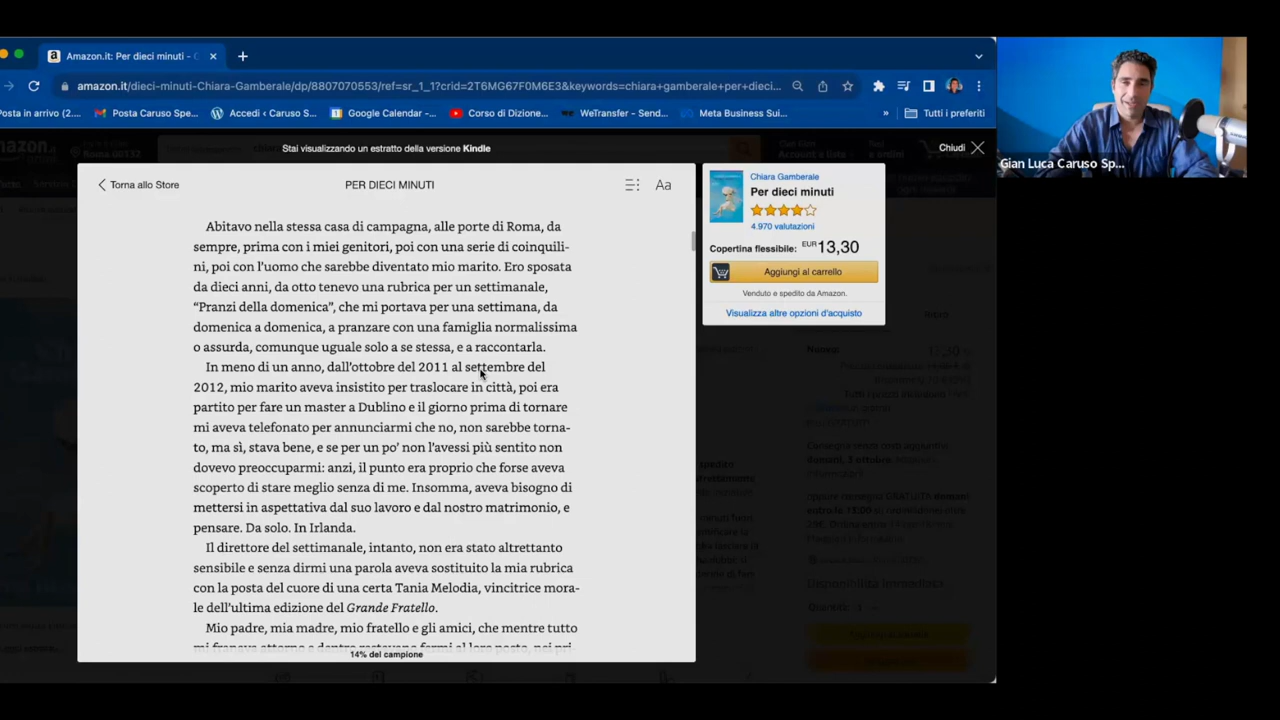 Amazon.it: Per dieci minuti -
amazon.it/dieci-minuti-Chiara-Gamberale/dp/8807070553/ref=sr_1_1?crid=2T6MG67F0M6E3&keywords=chiara+gamberale+per+dieci...
Posta in arrivo (2....
Posta Caruso Spe...
Accedi ‹ Caruso S...
Google Calendar -...
Corso di Dizione...
WeTransfer - Send...
Meta Business Sui...
»
Tutti i preferiti
Stai visualizzando un estratto della versione Kindle
Chiudi
Torna allo Store
PER DIECI MINUTI
Aa
Abitavo nella stessa casa di campagna, alle porte di Roma, da
sempre, prima con i miei genitori, poi con una serie di coinquili-
ni, poi con l'uomo che sarebbe diventato mio marito. Ero sposata
da dieci anni, da otto tenevo una rubrica per un settimanale,
“Pranzi della domenica”, che mi portava per una settimana, da
domenica a domenica, a pranzare con una famiglia normalissima
o assurda, comunque uguale solo a se stessa, e a raccontarla.
In meno di un anno, dall'ottobre del 2011 al settembre del
2012, mio marito aveva insistito per traslocare in città, poi era
partito per fare un master a Dublino e il giorno prima di tornare
mi aveva telefonato per annunciarmi che no, non sarebbe torna-
to, ma sì, stava bene, e se per un po' non l'avessi più sentito non
dovevo preoccuparmi: anzi, il punto era proprio che forse aveva
scoperto di stare meglio senza di me. Insomma, aveva bisogno di
mettersi in aspettativa dal suo lavoro e dal nostro matrimonio, e
pensare. Da solo. In Irlanda.
Il direttore del settimanale, intanto, non era stato altrettanto
sensibile e senza dirmi una parola aveva sostituito la mia rubrica
con la posta del cuore di una certa Tania Melodia, vincitrice mora-
le dell'ultima edizione del Grande Fratello.
Mio padre, mia madre, mio fratello e gli amici, che mentre tutto
14% del campione
Chiara Gamberale
Per dieci minuti
4.970 valutazioni
Copertina flessibile: EUR 13,30
Aggiungi al carrello
Venduto e spedito da Amazon.
Visualizza altre opzioni d'acquisto
Gian Luca Caruso Sp...